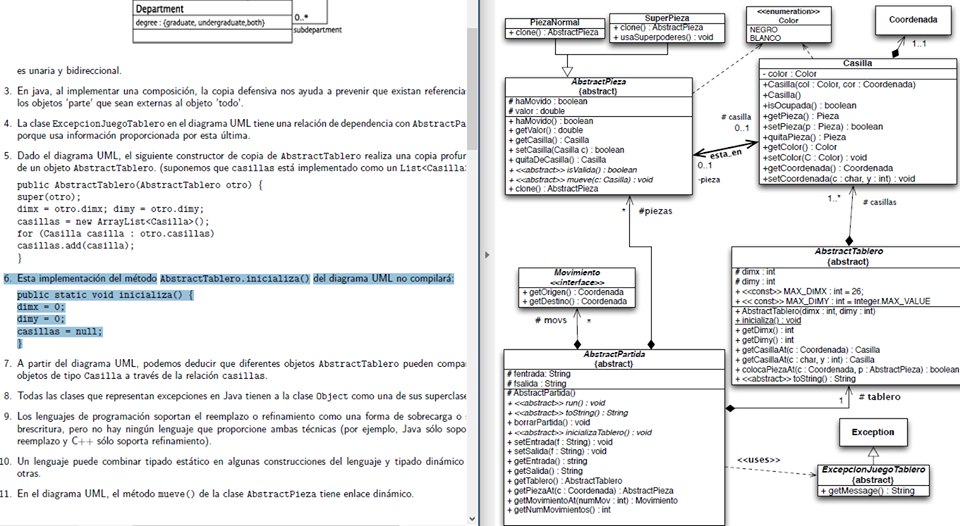 Department
degree : {graduate, undergraduate,both}
0..*
subdepartment
es unaria y bidireccional.
3. En java, al implementar una composición, la copia defensiva nos ayuda a prevenir que existan referencia
los objetos 'parte' que sean externas al objeto 'todo'.
4. La clase ExcepcionJuegoTablero en el diagrama UML tiene una relación de dependencia con AbstractPa
porque usa información proporcionada por esta última.
5. Dado el diagrama UML, el siguiente constructor de copia de AbstractTablero realiza una copia profun
de un objeto AbstractTablero. (suponemos que casillas está implementado como un List<Casilla>
public AbstractTablero(AbstractTablero otro) {
super(otro);
dimx = otro.dimx; dimy = otro.dimy;
casillas = new ArrayList<Casilla>();
for (Casilla casilla : otro.casillas)
casillas.add(casilla);
}
6. Esta implementación del método AbstractTablero.inicializa() del diagrama UML no compilará:
public static void inicializa() {
dimx = 0;
dimy = 0;
casillas = null;
}
7. A partir del diagrama UML, podemos deducir que diferentes objetos AbstractTablero pueden compa
objetos de tipo Casilla a través de la relación casillas.
8. Todas las clases que representan excepciones en Java tienen a la clase Object como una de sus superclase
9. Los lenguajes de programación soportan el reemplazo o refinamiento como una forma de sobrecarga o s
brescritura, pero no hay ningún lenguaje que proporcione ambas técnicas (por ejemplo, Java sólo sopo
reemplazo y C++ sólo soporta refinamiento).
10. Un lenguaje puede combinar tipado estático en algunas construcciones del lenguaje y tipado dinámico
otras.
11. En el diagrama UML, el método mueve() de la clase AbstractPieza tiene enlace dinámico.
PiezaNormal
+ clone() : AbstractPieza
SuperPieza
+ clone() : AbstractPieza
+ usaSuperpoderes() : void
<<enumeration>>
Color
NEGRO
BLANCO
Coordenada
1..1
AbstractPieza
{abstract}
# haMovido : boolean
# valor : double
+ haMovido() : boolean
+ getValor() : double
+ getCasilla() : Casilla
+ setCasilla(Casilla c) : boolean
+ quitaDeCasilla() : Casilla
+ <<abstract>> isValida() : boolean
+ <<abstract>> mueve(c: Casilla) : void
+ clone() : AbstractPieza
# casilla
0..1
esta_en
0..1
-pieza
Casilla
- color : Color
+Casilla(col : Color, cor : Coordenada)
+Casilla()
+isOcupada() : boolean
+getPieza() : Pieza
+setPieza(p : Pieza) : boolean
+quitaPieza() : Pieza
+getColor() : Color
+setColor(C : Color) : void
+getCoordenada() : Coordenada
+setCoordenada(c : char, y : int) : void
* #piezas
1..* # casillas
Movimiento
<<interface>>
+ getOrigen() : Coordenada
+ getDestino() : Coordenada
# movs *
AbstractTablero
{abstract}
# dimx : int
# dimy : int
+ <<const>> MAX_DIMX : int = 26;
+ << const>> MAX_DIMY : int = Integer.MAX_VALUE
+ AbstractTablero(dimx : int, dimy : int)
+ inicializa() : void
+ getDimx() : int
+ getDimy() : int
+ getCasillaAt(c : Coordenada) : Casilla
+ getCasillaAt(c : char, y : int) : Casilla
+ colocaPiezaAt(c : Coordenada, p : AbstractPieza) : boolean
+ <<abstract>> toString() : String
AbstractPartida
{abstract}
# fentrada: String
# fsalida : String
# AbstractPartida()
+ <<abstract>> run() : void
+ <<abstract>> toString() : String
+ borrarPartida() : void
+ <<abstract>> inicializaTablero() : void
+ setEntrada(f : String) : void
+ setSalida(f : String) : void
+ getEntrada() : string
+ getSalida() : String
+ getTablero() : AbstractTablero
+ getPiezaAt(c : Coordenada) : AbstractPieza
+ getMovimientoAt(numMov : int) : Movimiento
+ getNumMovimientos() : int
1 # tablero
<<uses>>
Exception
ExcepcionJuegoTablero
{abstract}
+ getMessage() : String